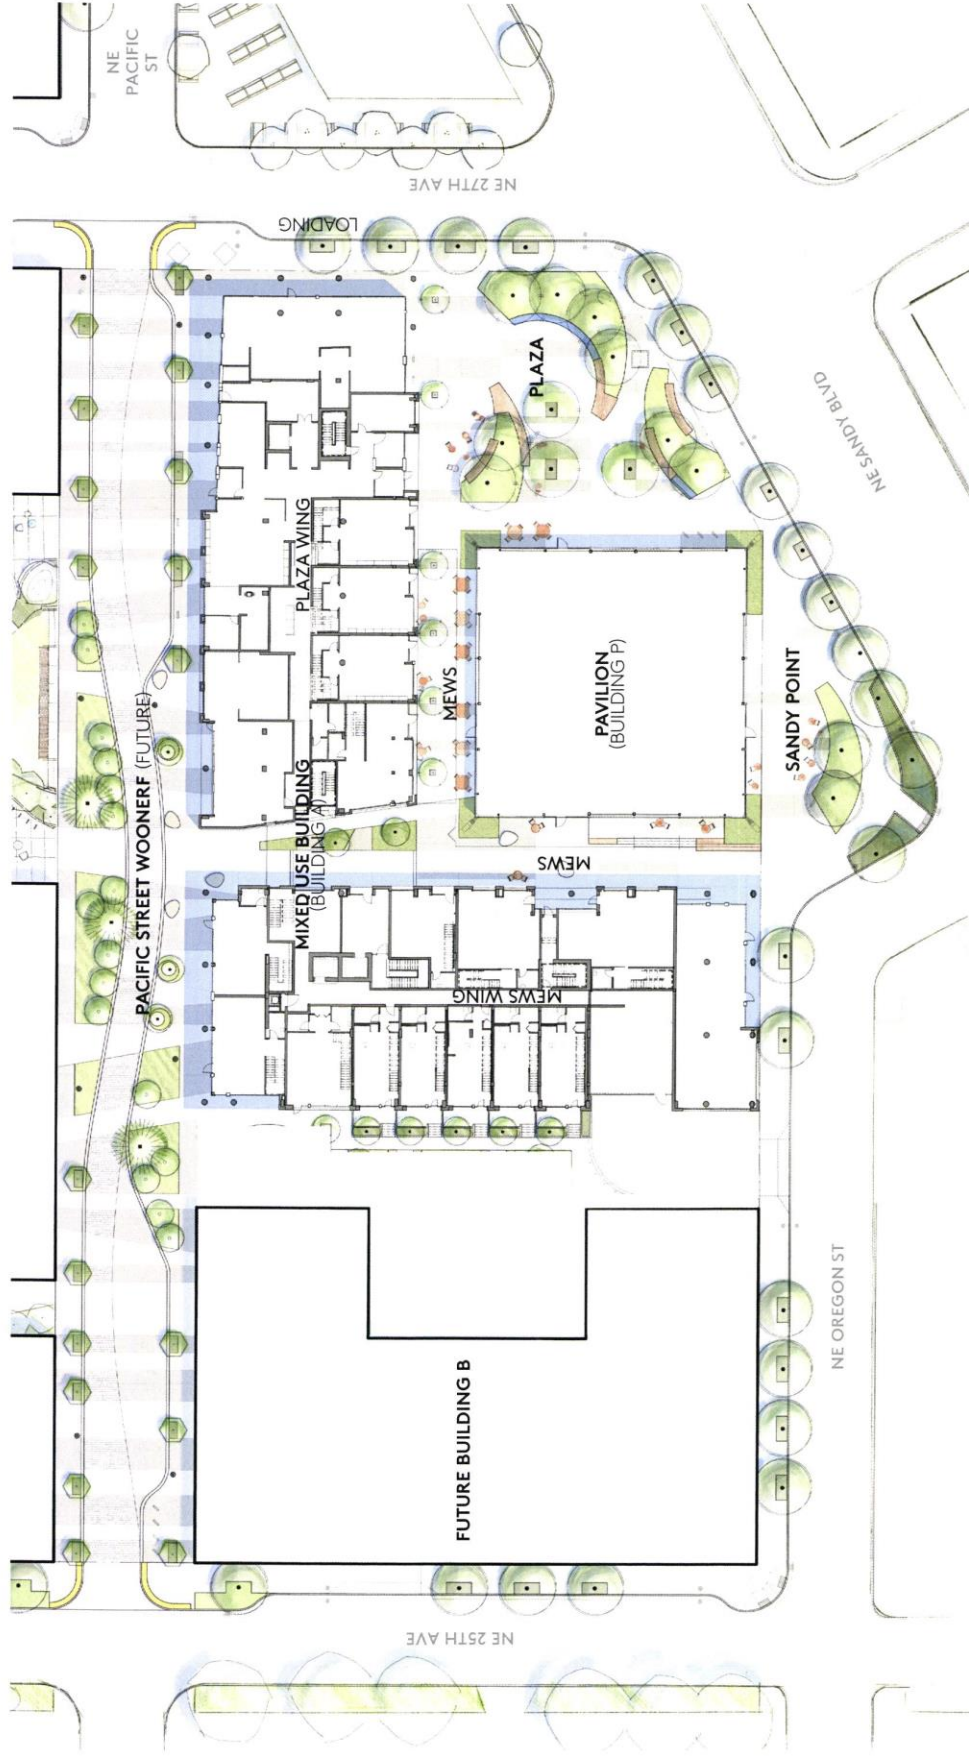 NE
PACIFIC
ST
NE 27TH AVE
LOADING
PLAZA
NE SANDY BLVD
PLAZA WING
MEWS
PAVILION
(BUILDING P)
SANDY POINT
PACIFIC STREET WOONERF (FUTURE)
MIXED USE BUILDING
(BUILDING A)
MEWS
MEWS WING
NE OREGON ST
FUTURE BUILDING B
NE 25TH AVE